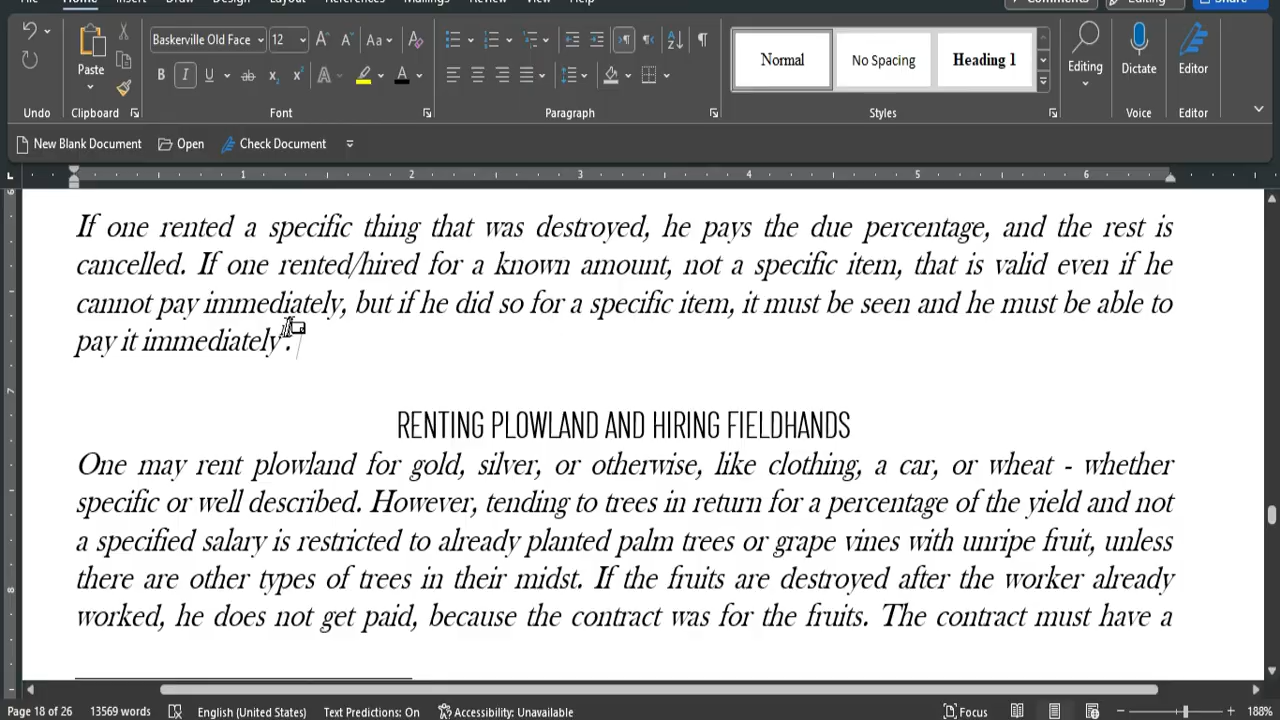 File Home Insert Draw Design Layout References Mailings Review View Help Comments Editing Share
Baskerville Old Face 12 Aa
Normal No Spacing Heading 1
Paste Editing Dictate Editor
Undo Clipboard Font Paragraph Styles Voice Editor
New Blank Document Open Check Document
1 2 3 4 5 6
If one rented a specific thing that was destroyed, he pays the due percentage, and the rest is
cancelled. If one rented/hired for a known amount, not a specific item, that is valid even if he
cannot pay immediately, but if he did so for a specific item, it must be seen and he must be able to
pay it immediately .
RENTING PLOWLAND AND HIRING FIELDHANDS
One may rent plowland for gold, silver, or otherwise, like clothing, a car, or wheat - whether
specific or well described. However, tending to trees in return for a percentage of the yield and not
a specified salary is restricted to already planted palm trees or grape vines with unripe fruit, unless
there are other types of trees in their midst. If the fruits are destroyed after the worker already
worked, he does not get paid, because the contract was for the fruits. The contract must have a
Page 18 of 26 13569 words English (United States) Text Predictions: On Accessibility: Unavailable Focus 188%